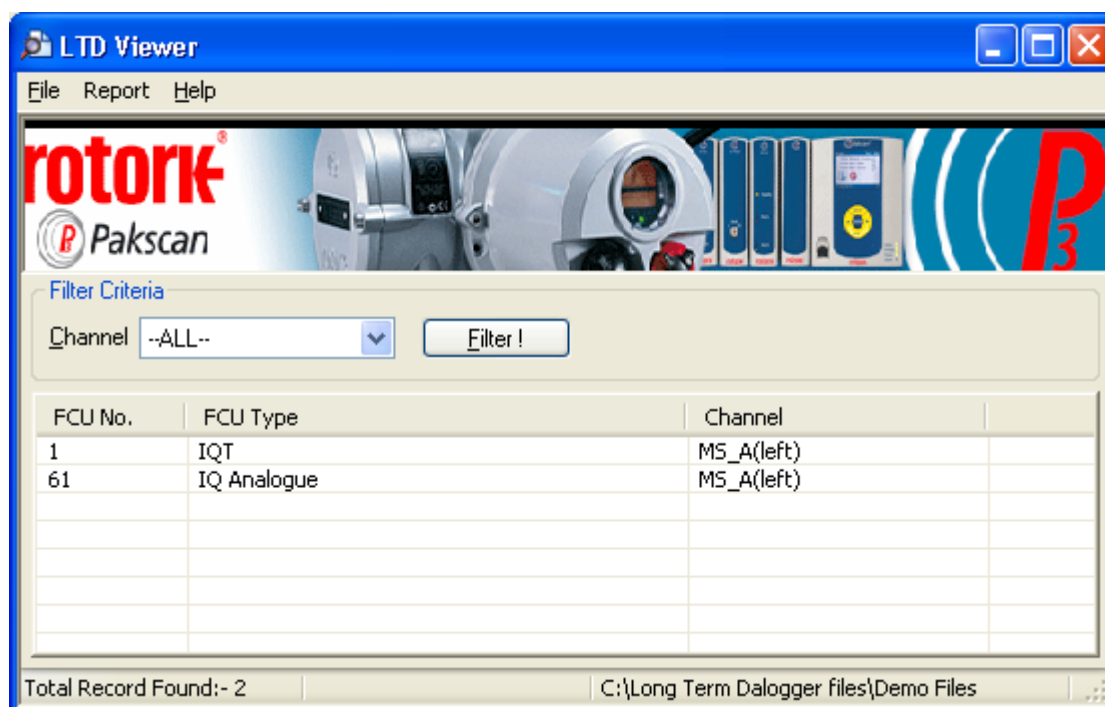 LTD Viewer
File Report Help
rotork®
Pakscan
P3
Filter Criteria
Channel --ALL-- Filter !
FCU No. FCU Type Channel
1 IQT MS_A(left)
61 IQ Analogue MS_A(left)
Total Record Found:- 2 C:\Long Term Dalogger files\Demo Files